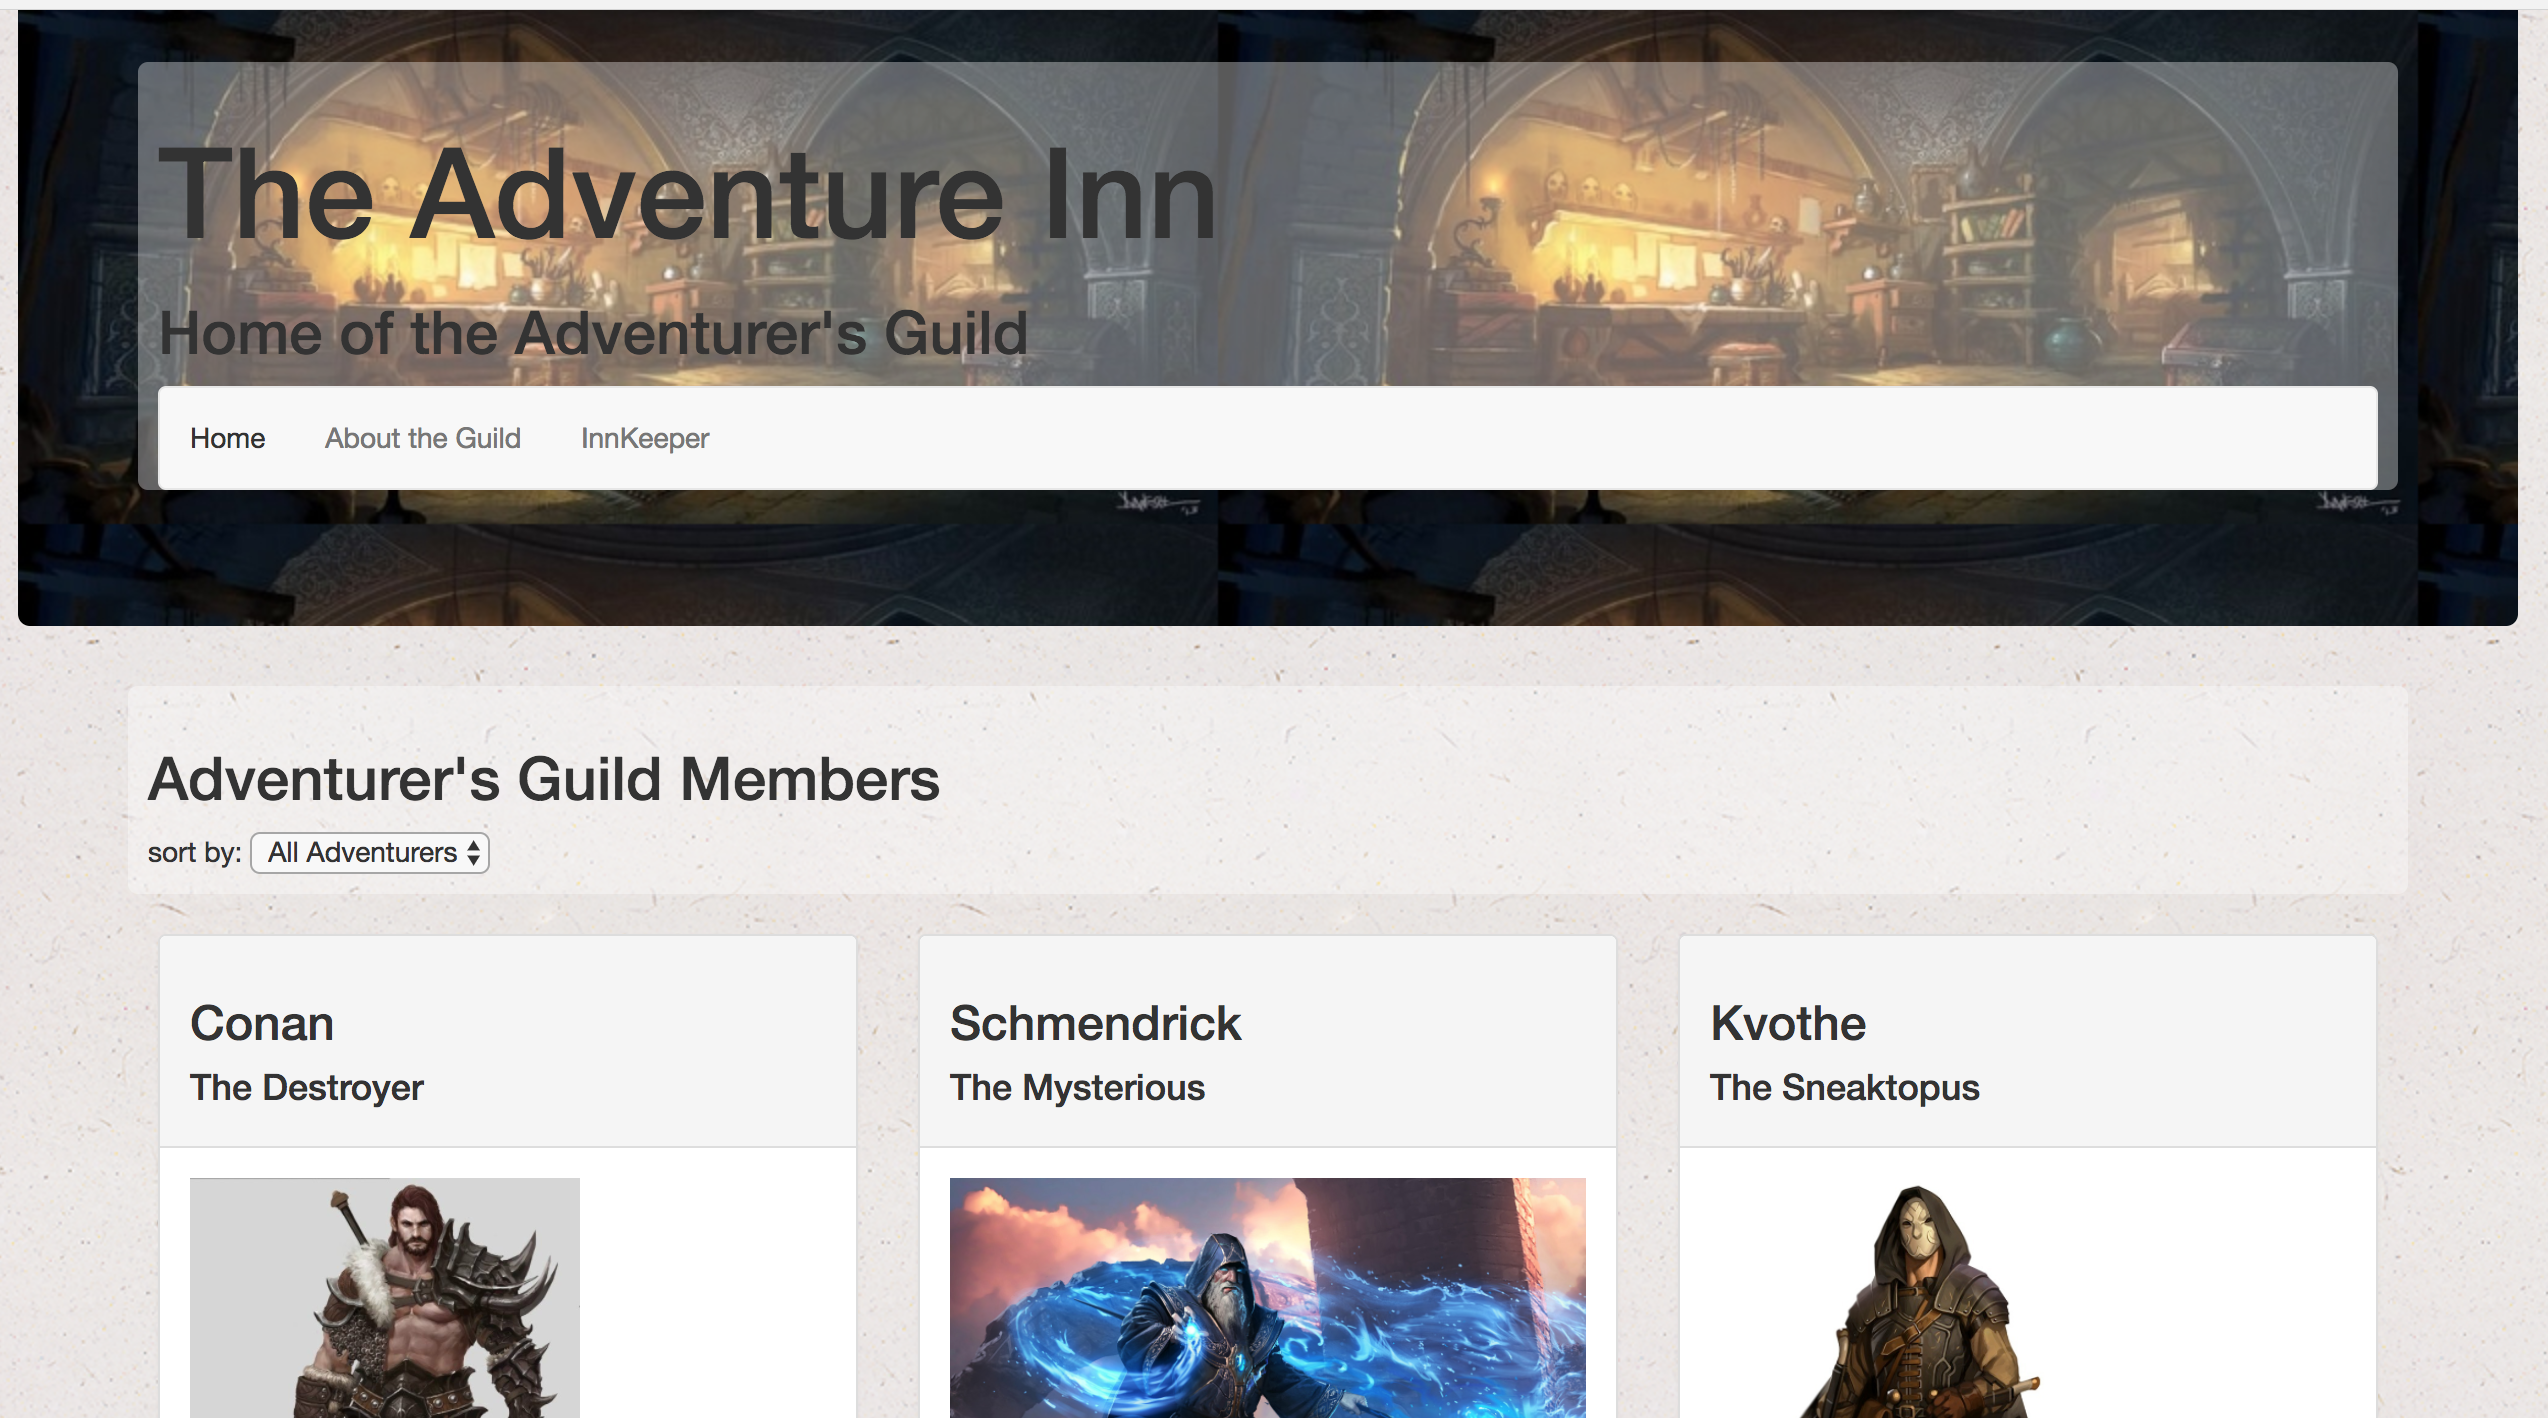 The Adventure Inn
Home of the Adventurer's Guild
Home About the Guild InnKeeper
Adventurer's Guild Members
sort by: All Adventurers
Conan
The Destroyer
Schmendrick
The Mysterious
Kvothe
The Sneaktopus